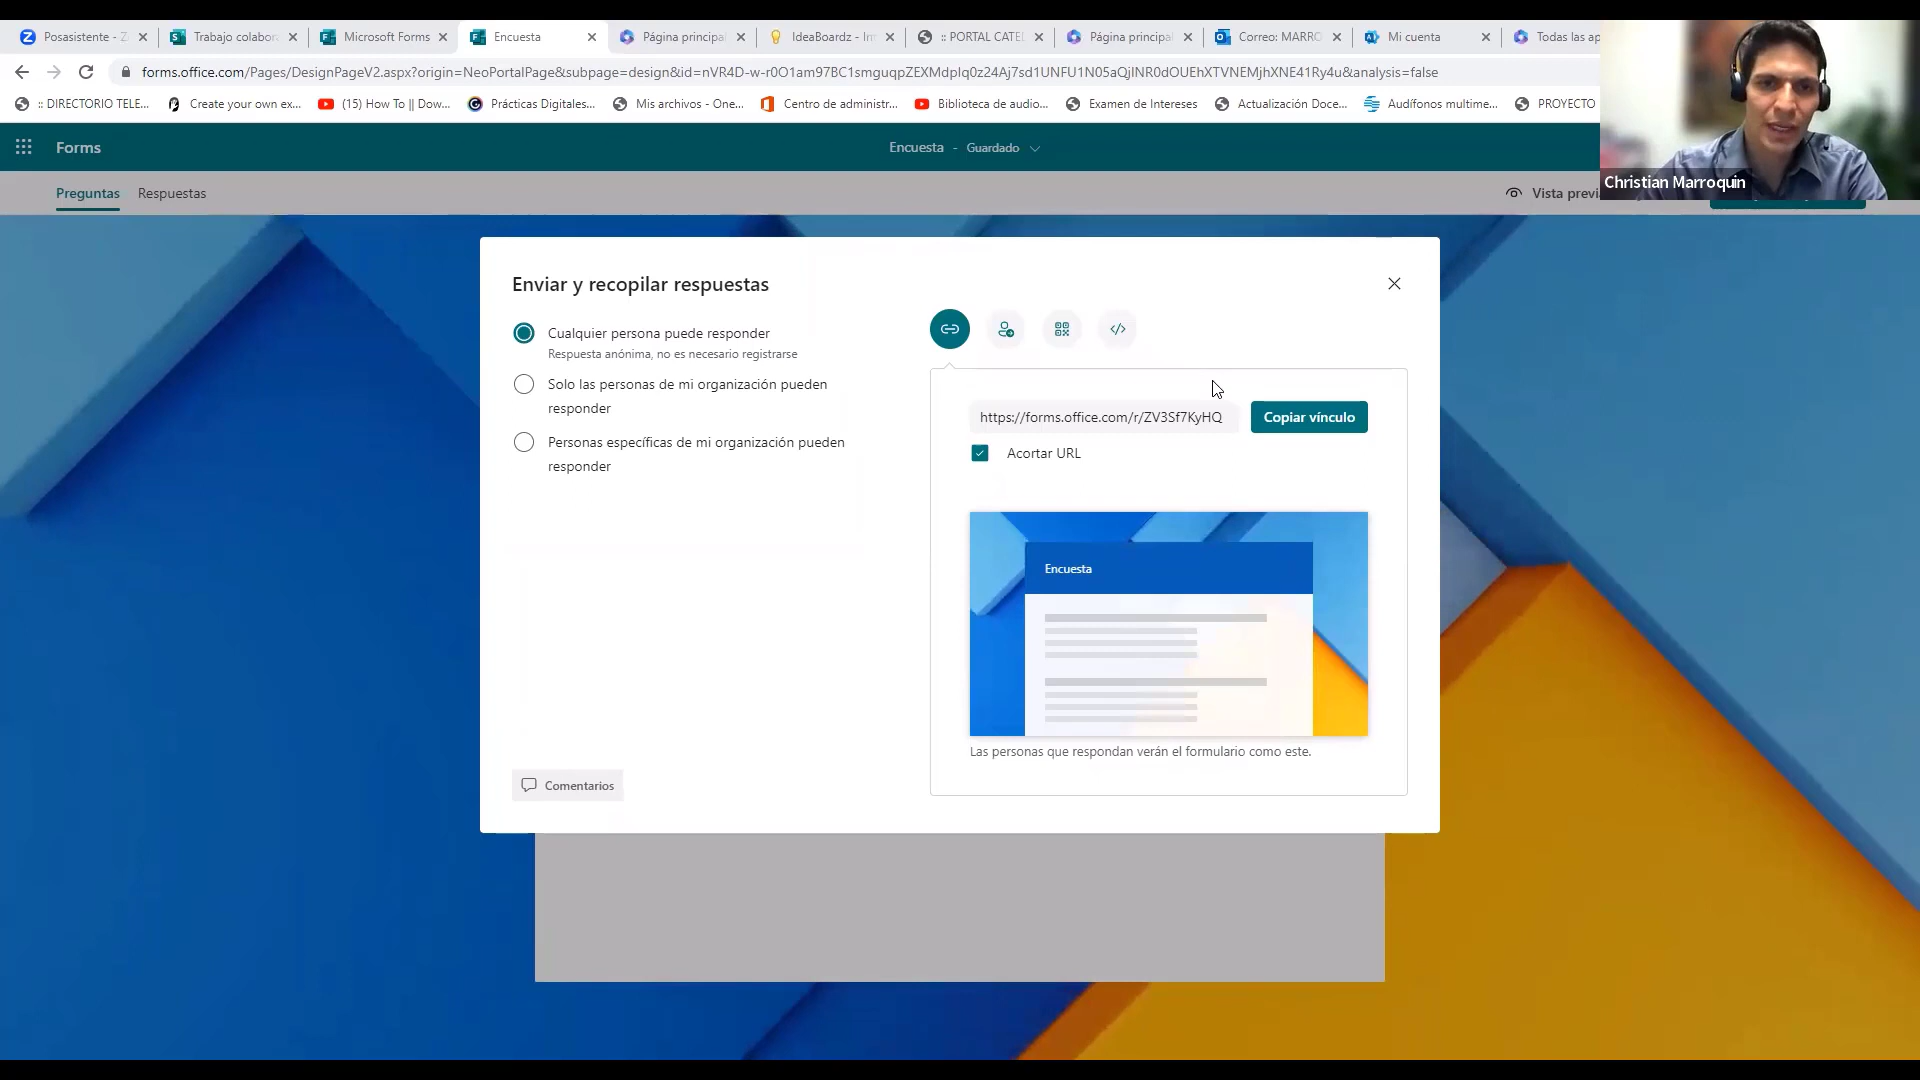 Posasistente - Z
Trabajo colabor
Microsoft Forms
Encuesta
Página principal
IdeaBoardz - Irm
:: PORTAL CATED
Página principal
Correo: MARRO
Mi cuenta
Todas las ap
forms.office.com/Pages/DesignPageV2.aspx?origin=NeoPortalPage&subpage=design&id=nVR4D-w-r0O1am97BC1smguqpZEXMdpIq0z24Aj7sd1UNFU1N05aQjlNR0dOUEhXTVNEMjhXNE41Ry4u&analysis=false
:: DIRECTORIO TELE...
Create your own ex...
(15) How To || Dow...
Prácticas Digitales...
Mis archivos - One...
Centro de administr...
Biblioteca de audio...
Examen de Intereses
Actualización Doce...
Audífonos multime...
PROYECTO
Forms
Encuesta - Guardado
Christian Marroquin
Preguntas
Respuestas
Vista previ
Enviar y recopilar respuestas
Cualquier persona puede responder
Respuesta anónima, no es necesario registrarse
Solo las personas de mi organización pueden
responder
Personas específicas de mi organización pueden
responder
https://forms.office.com/r/ZV3Sf7KyHQ
Copiar vínculo
Acortar URL
Encuesta
Las personas que respondan verán el formulario como este.
Comentarios